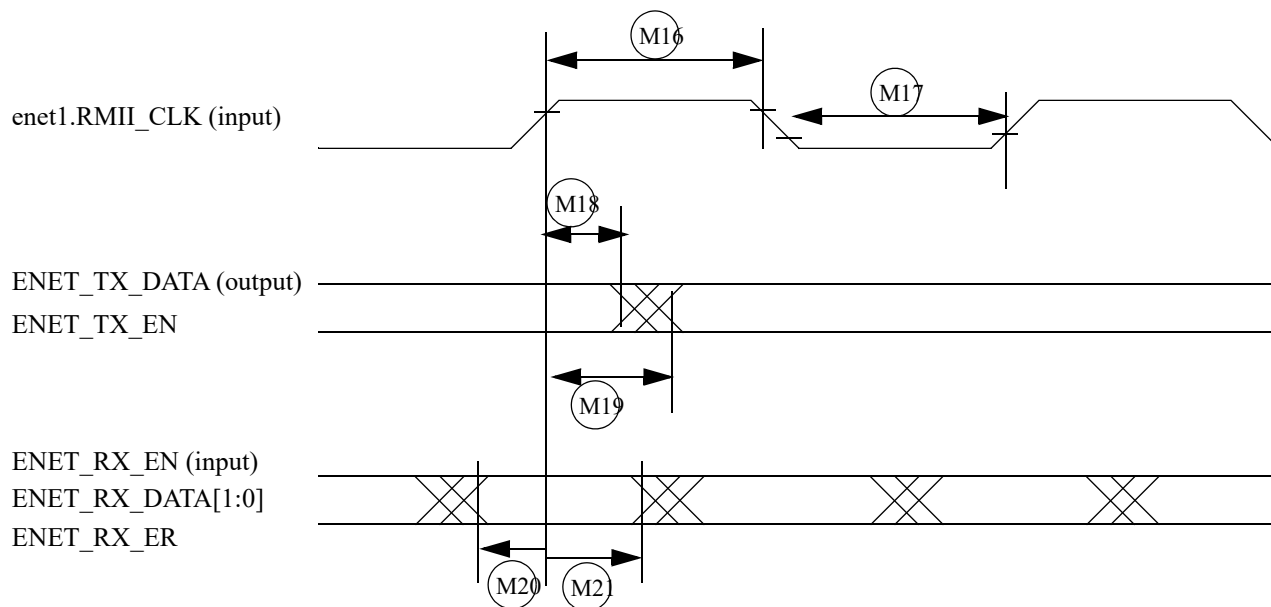 M16
enet1.RMII_CLK (input)
M17
M18
ENET_TX_DATA (output)
ENET_TX_EN
M19
ENET_RX_EN (input)
ENET_RX_DATA[1:0]
ENET_RX_ER
M20
M21